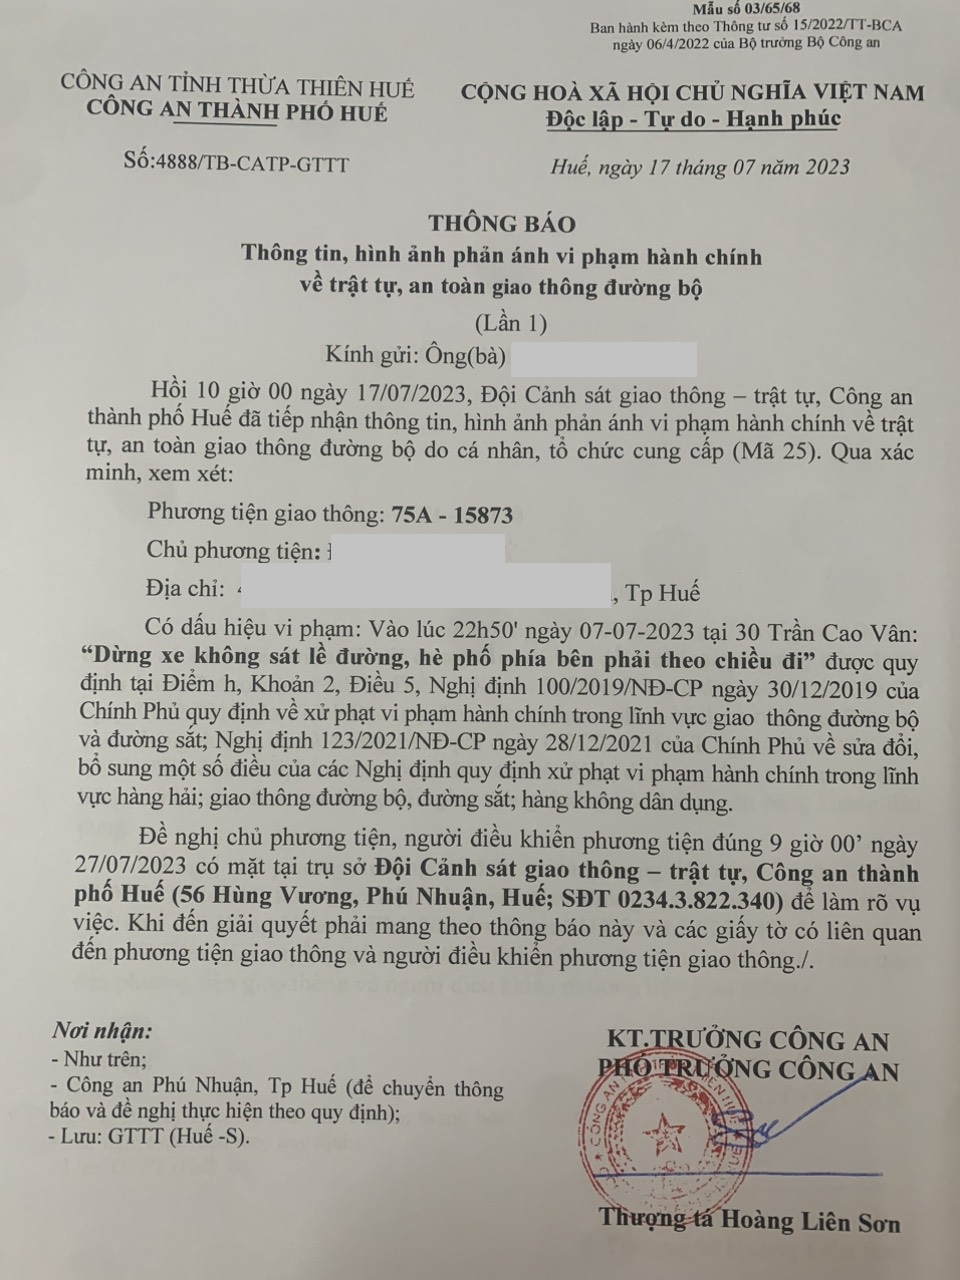 Mẫu số 03/65/68
Ban hành kèm theo Thông tư số 15/2022/TT-BCA
ngày 06/4/2022 của Bộ trưởng Bộ Công an
CÔNG AN TỈNH THỪA THIÊN HUẾ
CÔNG AN THÀNH PHỐ HUẾ
CỘNG HOÀ XÃ HỘI CHỦ NGHĨA VIỆT NAM
Độc lập - Tự do - Hạnh phúc
Số:4888/TB-CATP-GTTT
Huế, ngày 17 tháng 07 năm 2023
THÔNG BÁO
Thông tin, hình ảnh phản ánh vi phạm hành chính
về trật tự, an toàn giao thông đường bộ
(Lần 1)
Kính gửi: Ông(bà)
Hồi 10 giờ 00 ngày 17/07/2023, Đội Cảnh sát giao thông – trật tự, Công an
thành phố Huế đã tiếp nhận thông tin, hình ảnh phản ánh vi phạm hành chính về trật
tự, an toàn giao thông đường bộ do cá nhân, tổ chức cung cấp (Mã 25). Qua xác
minh, xem xét:
Phương tiện giao thông: 75A - 15873
Chủ phương tiện:
Địa chỉ: , Tp Huế
Có dấu hiệu vi phạm: Vào lúc 22h50' ngày 07-07-2023 tại 30 Trần Cao Vân:
“Dừng xe không sát lề đường, hè phố phía bên phải theo chiều đi” được quy
định tại Điểm h, Khoản 2, Điều 5, Nghị định 100/2019/NĐ-CP ngày 30/12/2019 của
Chính Phủ quy định về xử phạt vi phạm hành chính trong lĩnh vực giao thông đường bộ
và đường sắt; Nghị định 123/2021/NĐ-CP ngày 28/12/2021 của Chính Phủ về sửa đổi,
bổ sung một số điều của các Nghị định quy định xử phạt vi phạm hành chính trong lĩnh
vực hàng hải; giao thông đường bộ, đường sắt; hàng không dân dụng.
Đề nghị chủ phương tiện, người điều khiển phương tiện đúng 9 giờ 00’ ngày
27/07/2023 có mặt tại trụ sở Đội Cảnh sát giao thông – trật tự, Công an thành
phố Huế (56 Hùng Vương, Phú Nhuận, Huế; SĐT 0234.3.822.340) để làm rõ vụ
việc. Khi đến giải quyết phải mang theo thông báo này và các giấy tờ có liên quan
đến phương tiện giao thông và người điều khiển phương tiện giao thông./.
Nơi nhận:
- Như trên;
- Công an Phú Nhuận, Tp Huế (để chuyển thông
báo và đề nghị thực hiện theo quy định);
- Lưu: GTTT (Huế -S).
KT.TRƯỞNG CÔNG AN
PHÓ TRƯỞNG CÔNG AN
Thượng tá Hoàng Liên Sơn